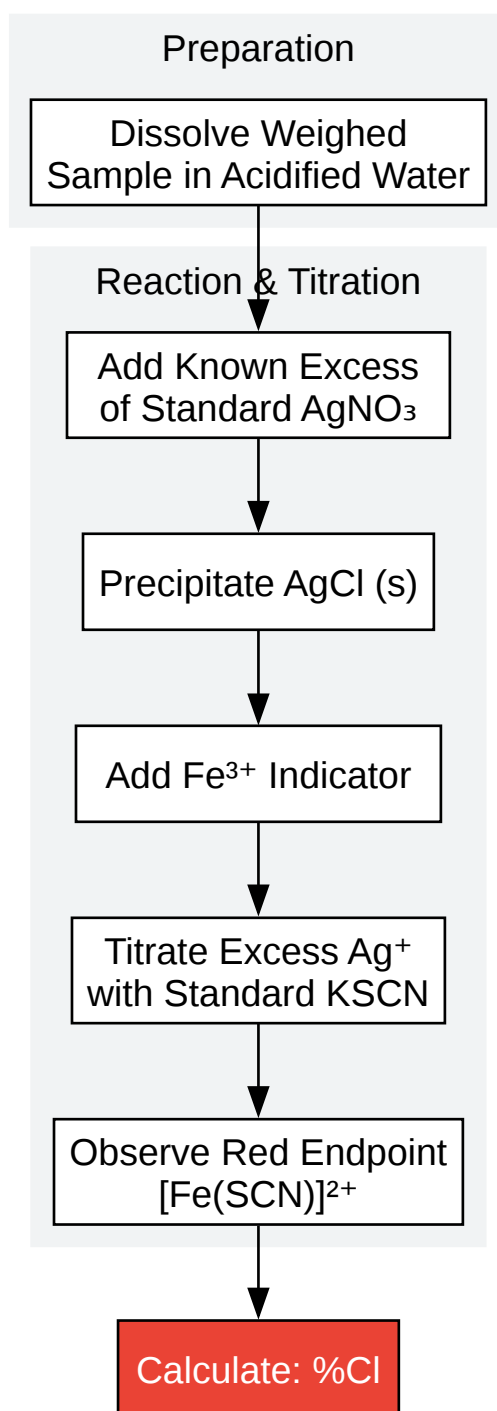 Preparation
Dissolve Weighed
Sample in Acidified Water
Reaction & Titration
Add Known Excess
of Standard AgNO₃
Precipitate AgCl (s)
Add Fe³⁺ Indicator
Titrate Excess Ag⁺
with Standard KSCN
Observe Red Endpoint
[Fe(SCN)]²⁺
Calculate: %Cl